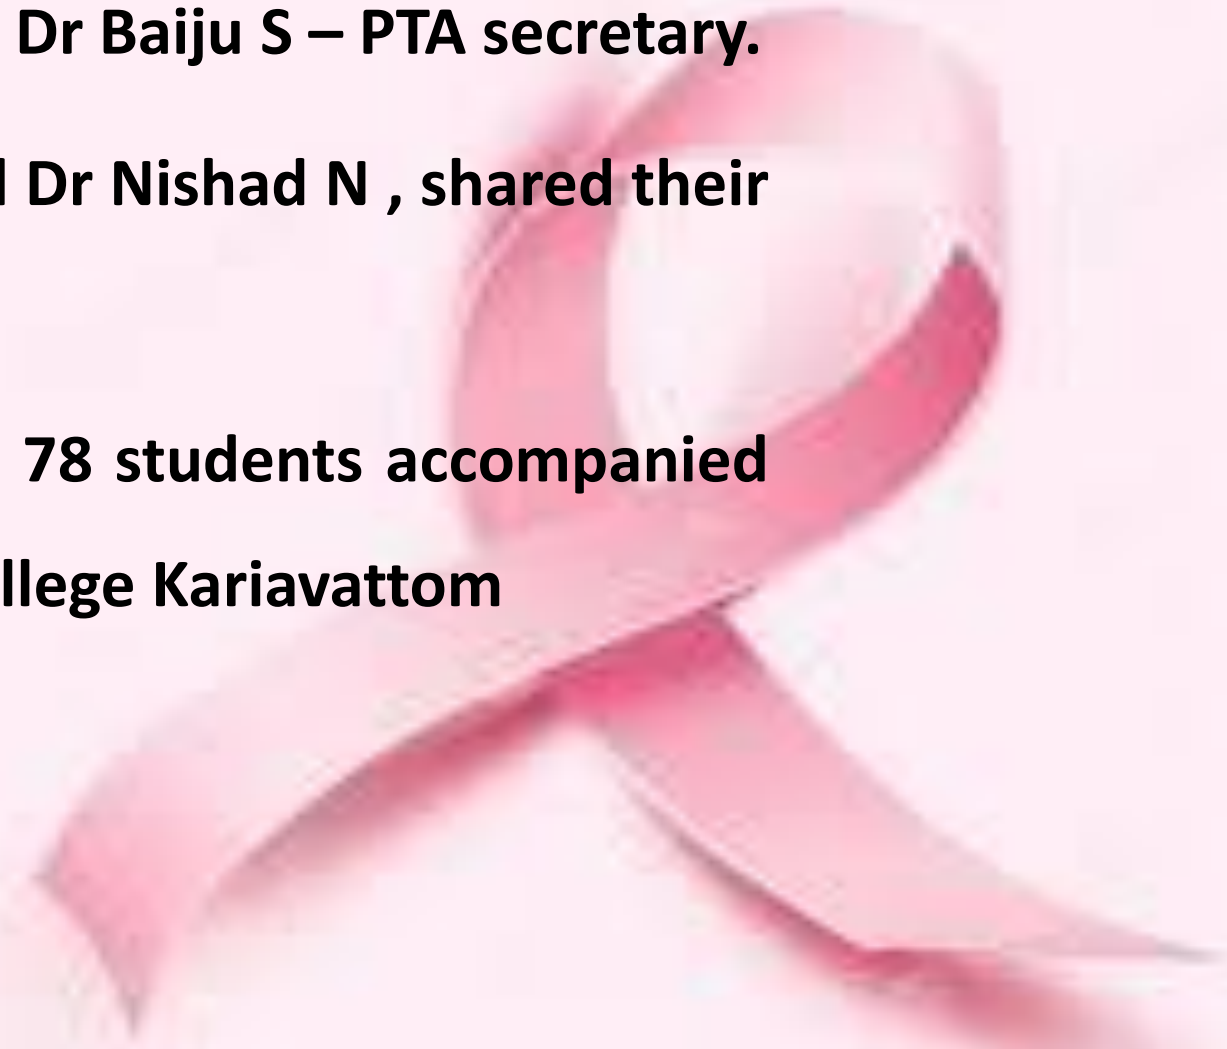 Dr Baiju S – PTA secretary.
Dr Nishad N , shared their
78 students accompanied
llege Kariavattom